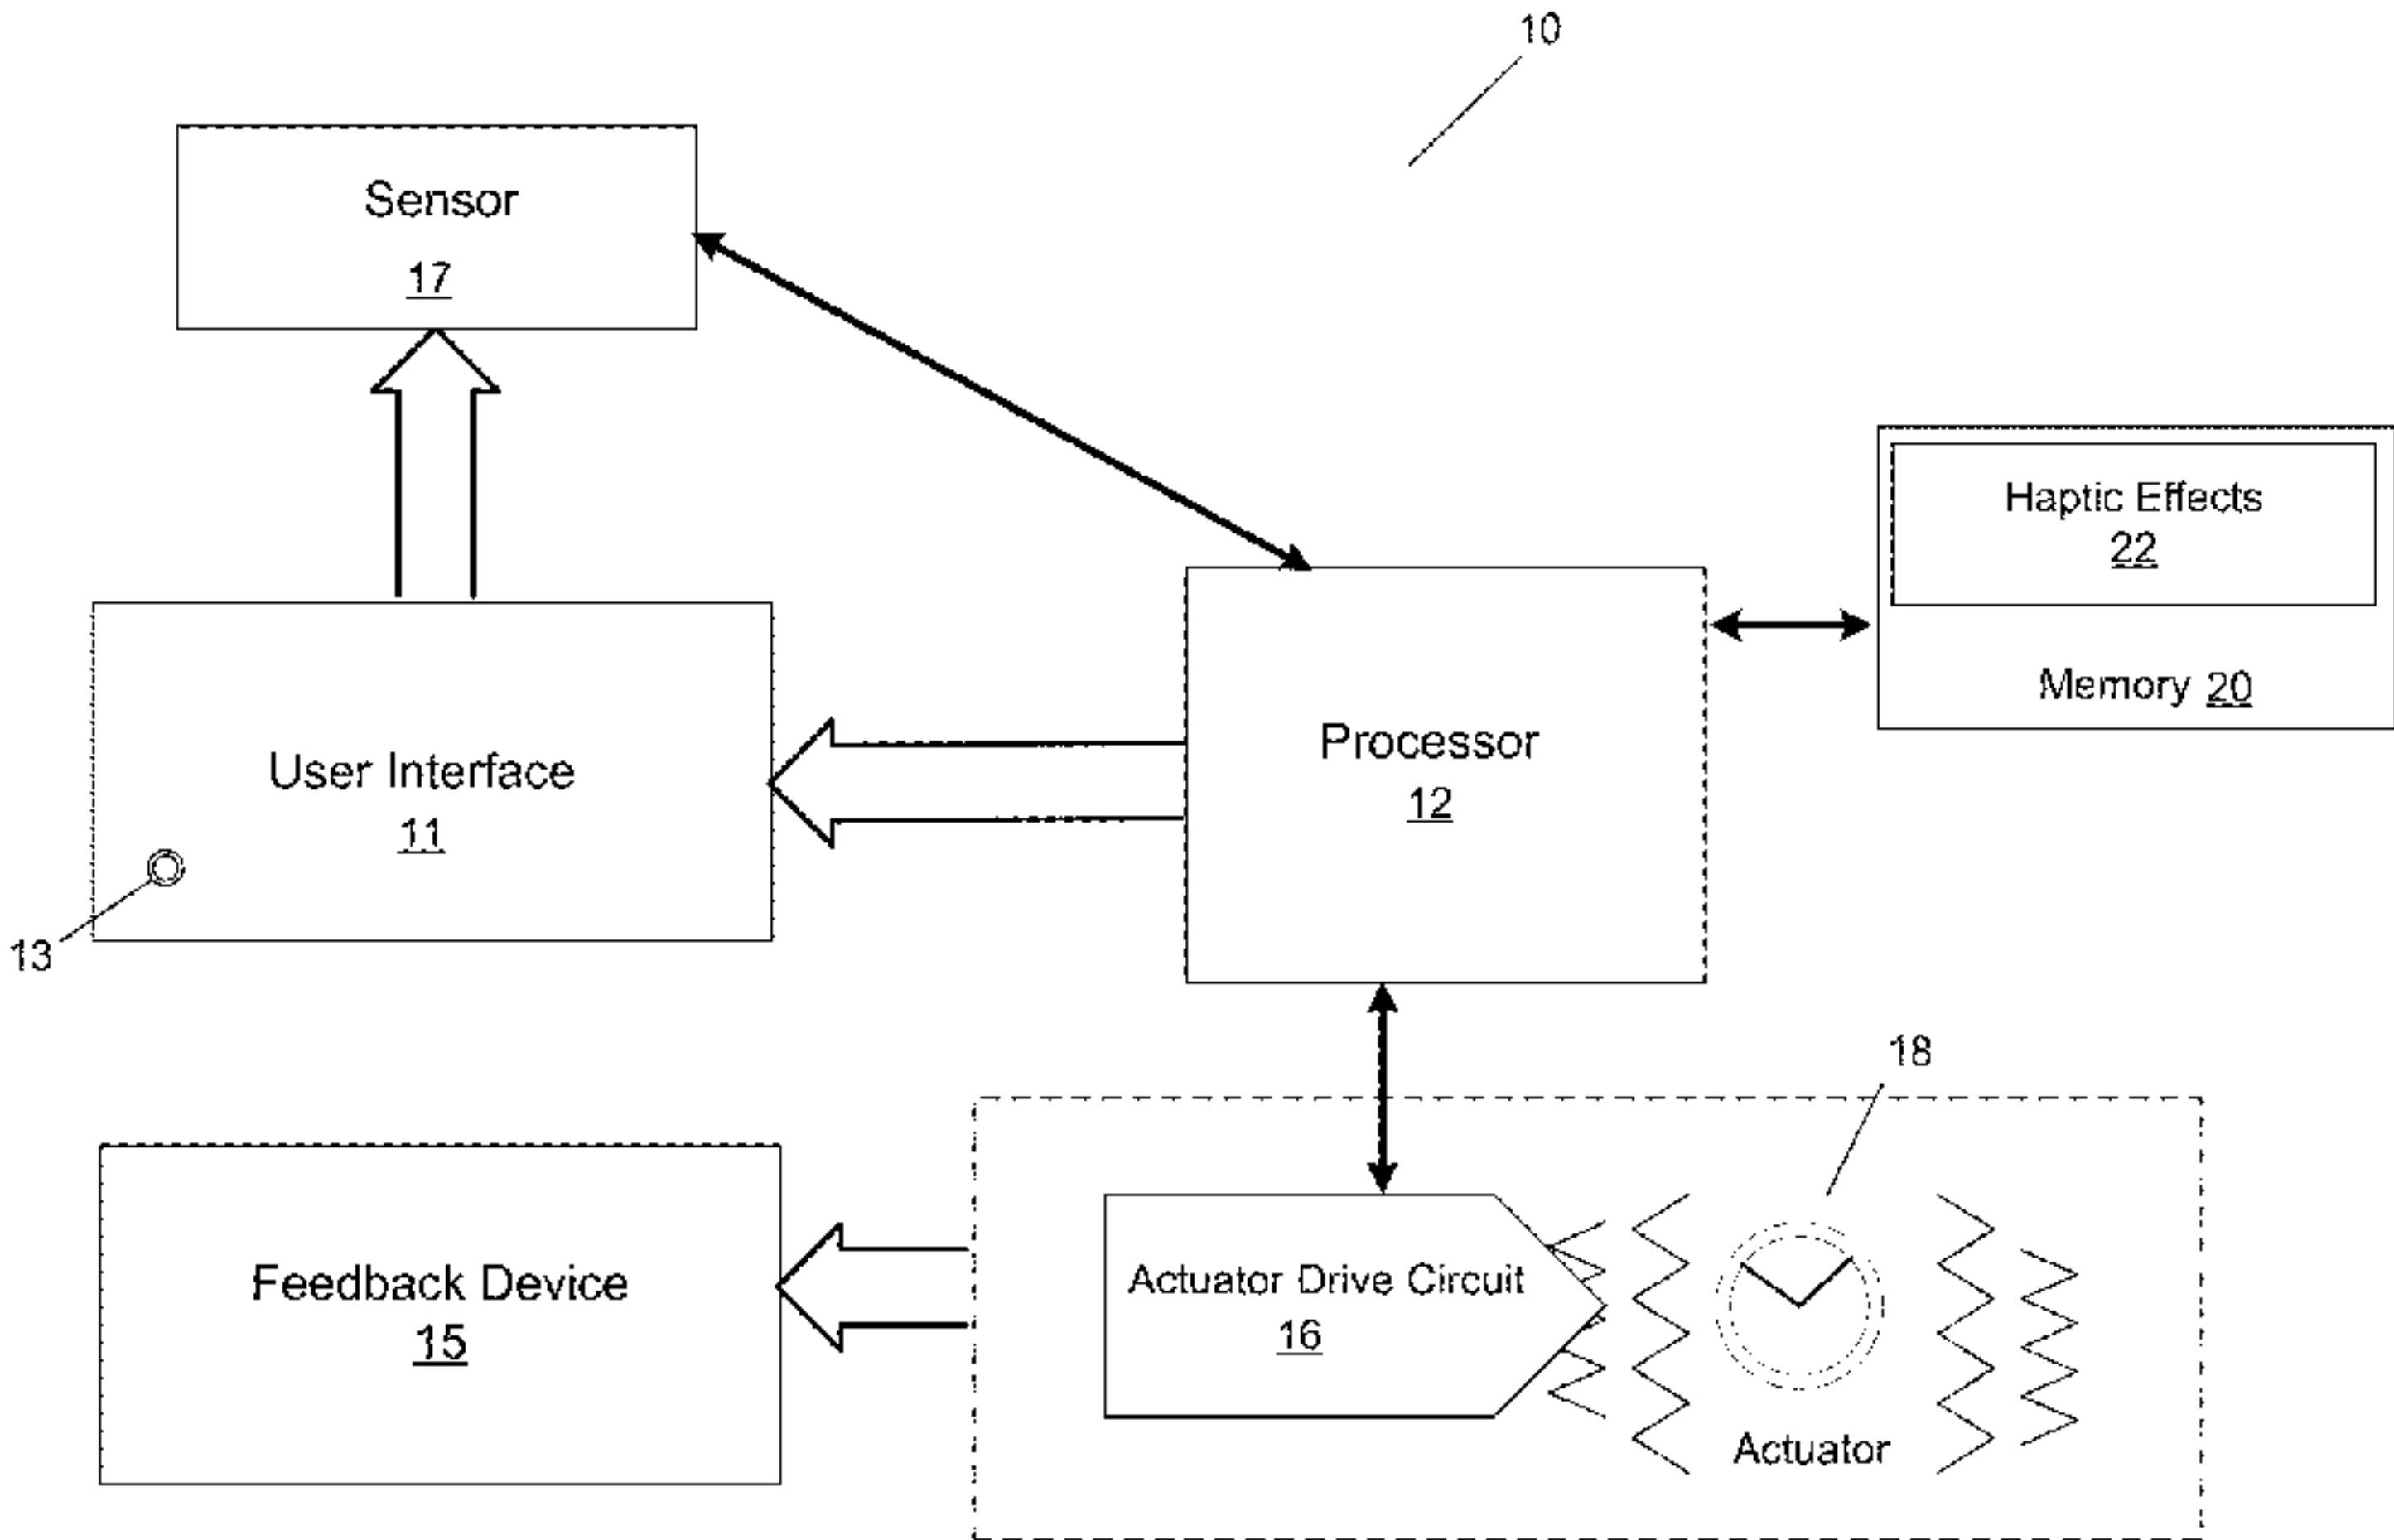 10
Sensor
17
Haptic Effects
22
Memory 20
Processor
12
User Interface
11
13
18
Feedback Device
15
Actuator Drive Circuit
16
Actuator